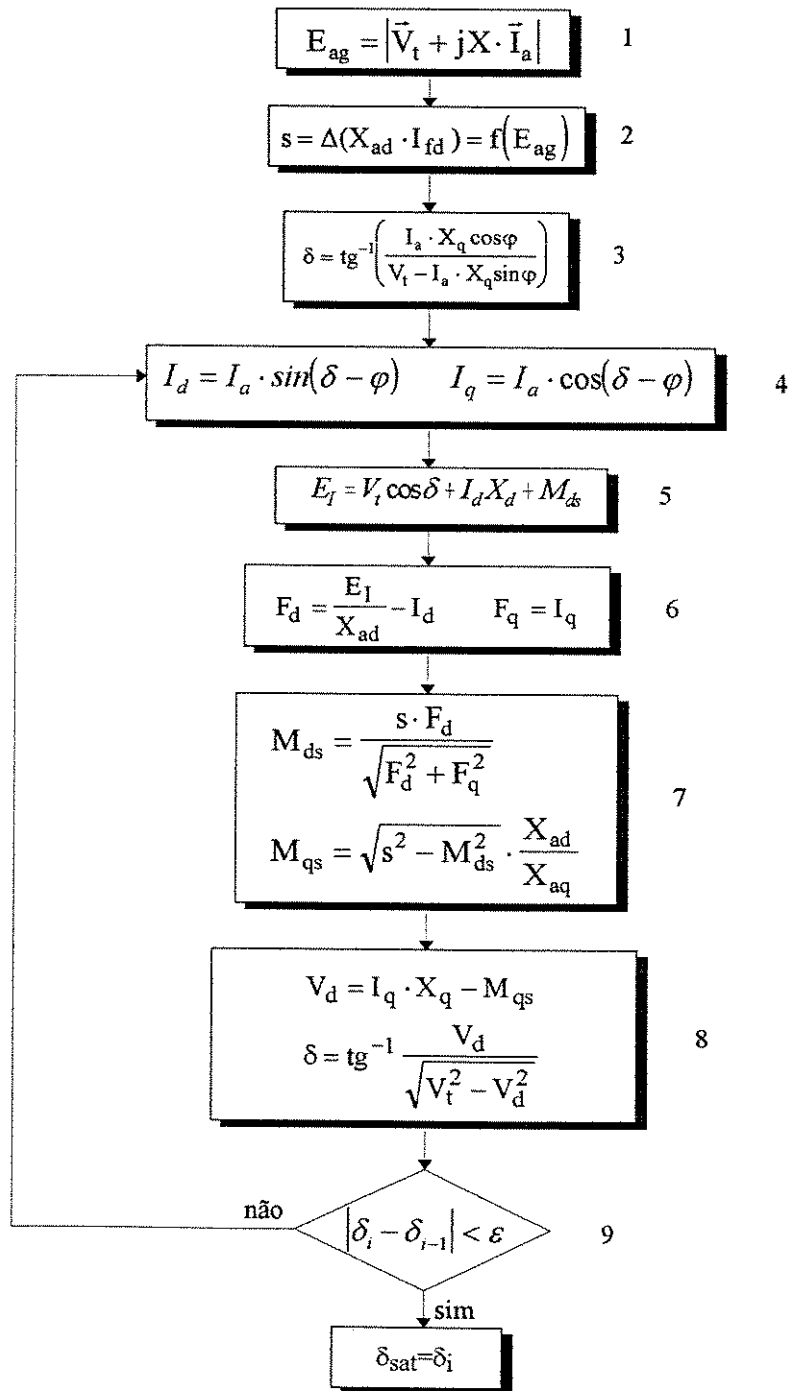 E_ag = |V⃗_t + jX · I⃗_a| 1
s = Δ(X_ad · I_fd) = f(E_ag) 2
δ = tg⁻¹((I_a · X_q cosφ) / (V_t − I_a · X_q sinφ)) 3
I_d = I_a · sin(δ − φ) I_q = I_a · cos(δ − φ) 4
E_I = V_t cosδ + I_d X_d + M_ds 5
F_d = E_I / X_ad − I_d F_q = I_q 6
M_ds = s · F_d / √(F_d² + F_q²)
7
M_qs = √(s² − M_ds²) · X_ad / X_aq
V_d = I_q · X_q − M_qs
8
δ = tg⁻¹ V_d / √(V_t² − V_d²)
não
|δ_i − δ_{i−1}| < ε 9
sim
δ_sat=δ_i